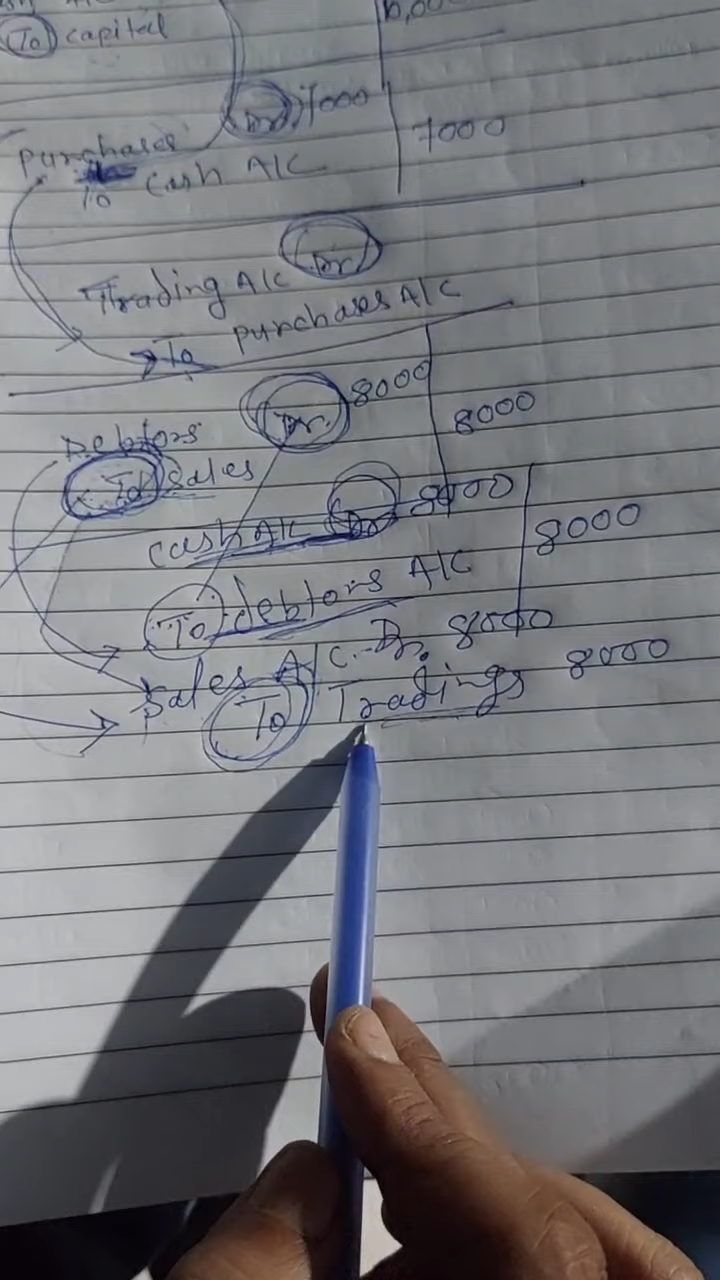 To capital
Purchases Dr. 7000
To Cash A/C 7000
Trading A/C Dr
To purchases A/C
Debtors Dr. 8000
To Sales 8000
Cash A/C Dr 8000
To debtors A/C 8000
Sales A/C. Dr. 8000
To Tradings 8000